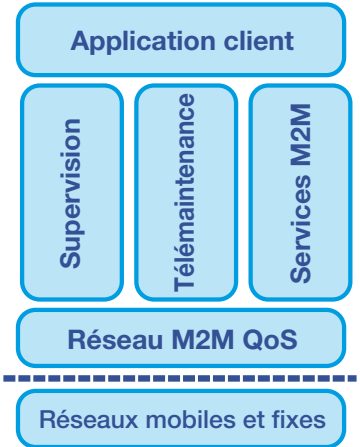 Application client
Supervision
Télémaintenance
Services M2M
Réseau M2M QoS
Réseaux mobiles et fixes